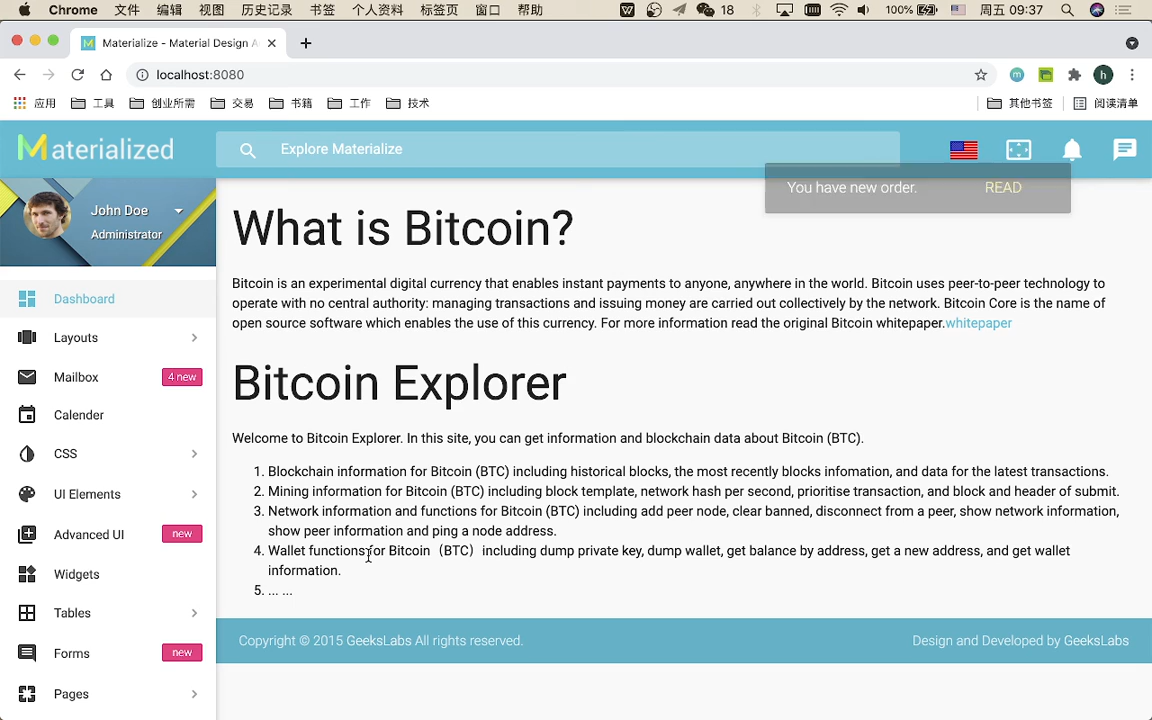 Chrome 文件 编辑 视图 历史记录 书签 个人资料 标签页 窗口 帮助 18 100% 周五 09:37
Materialize - Material Design A
localhost:8080
h
应用 工具 创业所需 交易 书籍 工作 技术 其他书签 阅读清单
Materialized
Explore Materialize
You have new order. READ
John Doe
Administrator
Dashboard
Layouts
Mailbox 4 new
Calender
CSS
UI Elements
Advanced UI new
Widgets
Tables
Forms new
Pages
What is Bitcoin?
Bitcoin is an experimental digital currency that enables instant payments to anyone, anywhere in the world. Bitcoin uses peer-to-peer technology to
operate with no central authority: managing transactions and issuing money are carried out collectively by the network. Bitcoin Core is the name of
open source software which enables the use of this currency. For more information read the original Bitcoin whitepaper.whitepaper
Bitcoin Explorer
Welcome to Bitcoin Explorer. In this site, you can get information and blockchain data about Bitcoin (BTC).
1. Blockchain information for Bitcoin (BTC) including historical blocks, the most recently blocks infomation, and data for the latest transactions.
2. Mining information for Bitcoin (BTC) including block template, network hash per second, prioritise transaction, and block and header of submit.
3. Network information and functions for Bitcoin (BTC) including add peer node, clear banned, disconnect from a peer, show network information,
show peer information and ping a node address.
4. Wallet functions for Bitcoin（BTC）including dump private key, dump wallet, get balance by address, get a new address, and get wallet
information.
5. ... ...
Copyright © 2015 GeeksLabs All rights reserved. Design and Developed by GeeksLabs